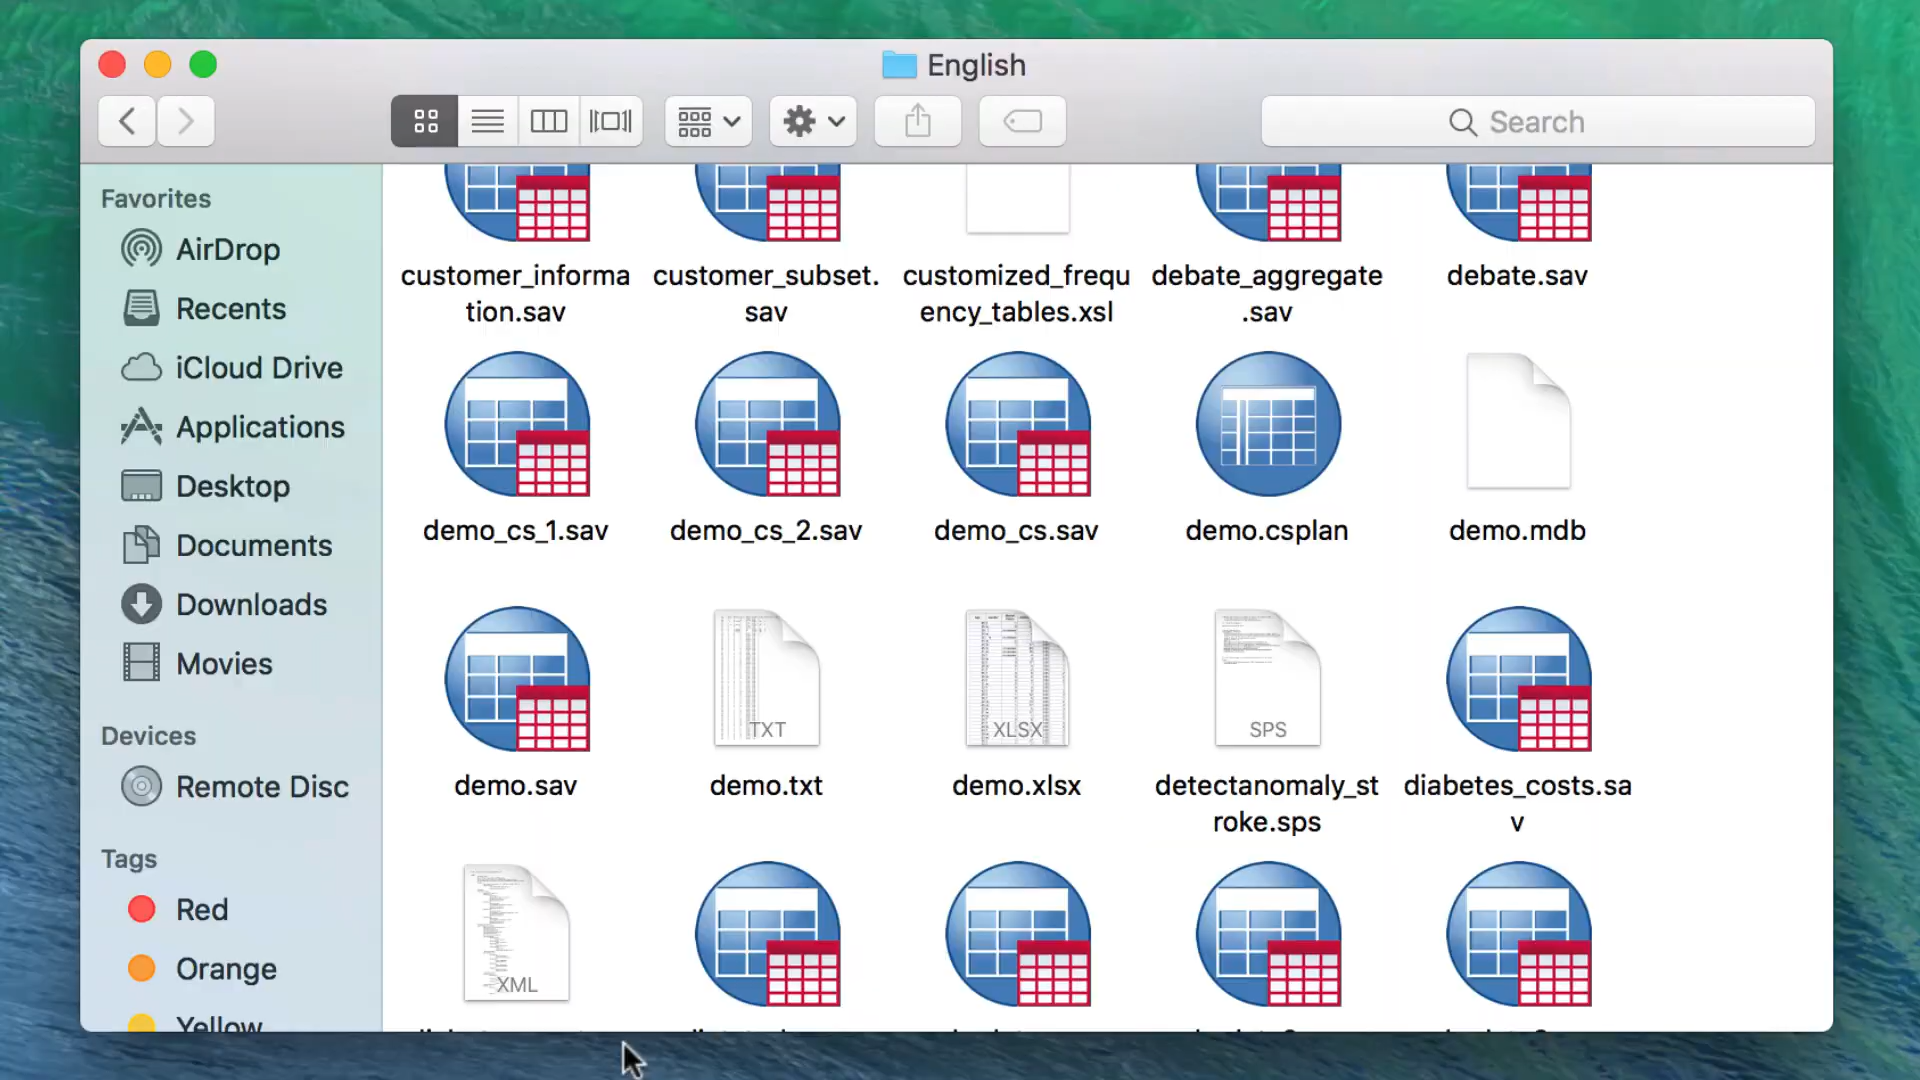 English
Search
Favorites
AirDrop
Recents
iCloud Drive
Applications
Desktop
Documents
Downloads
Movies
Devices
Remote Disc
Tags
Red
Orange
Yellow
customer_informa
tion.sav
customer_subset.
sav
customized_frequ
ency_tables.xsl
debate_aggregate
.sav
debate.sav
demo_cs_1.sav
demo_cs_2.sav
demo_cs.sav
demo.csplan
demo.mdb
TXT
XLSX
SPS
demo.sav
demo.txt
demo.xlsx
detectanomaly_st
roke.sps
diabetes_costs.sa
v
XML